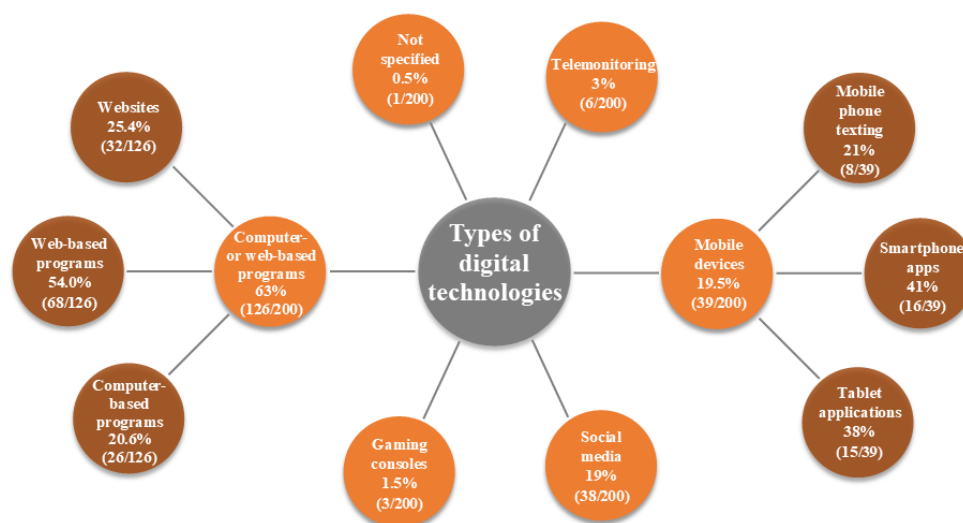 Not
specified
0.5%
(1/200)
Telemonitoring
3%
(6/200)
Websites
25.4%
(32/126)
Mobile
phone
texting
21%
(8/39)
Web-based
programs
54.0%
(68/126)
Computer-
or web-based
programs
63%
(126/200)
Types of
digital
technologies
Mobile
devices
19.5%
(39/200)
Smartphone
apps
41%
(16/39)
Computer-
based
programs
20.6%
(26/126)
Gaming
consoles
1.5%
(3/200)
Social
media
19%
(38/200)
Tablet
applications
38%
(15/39)